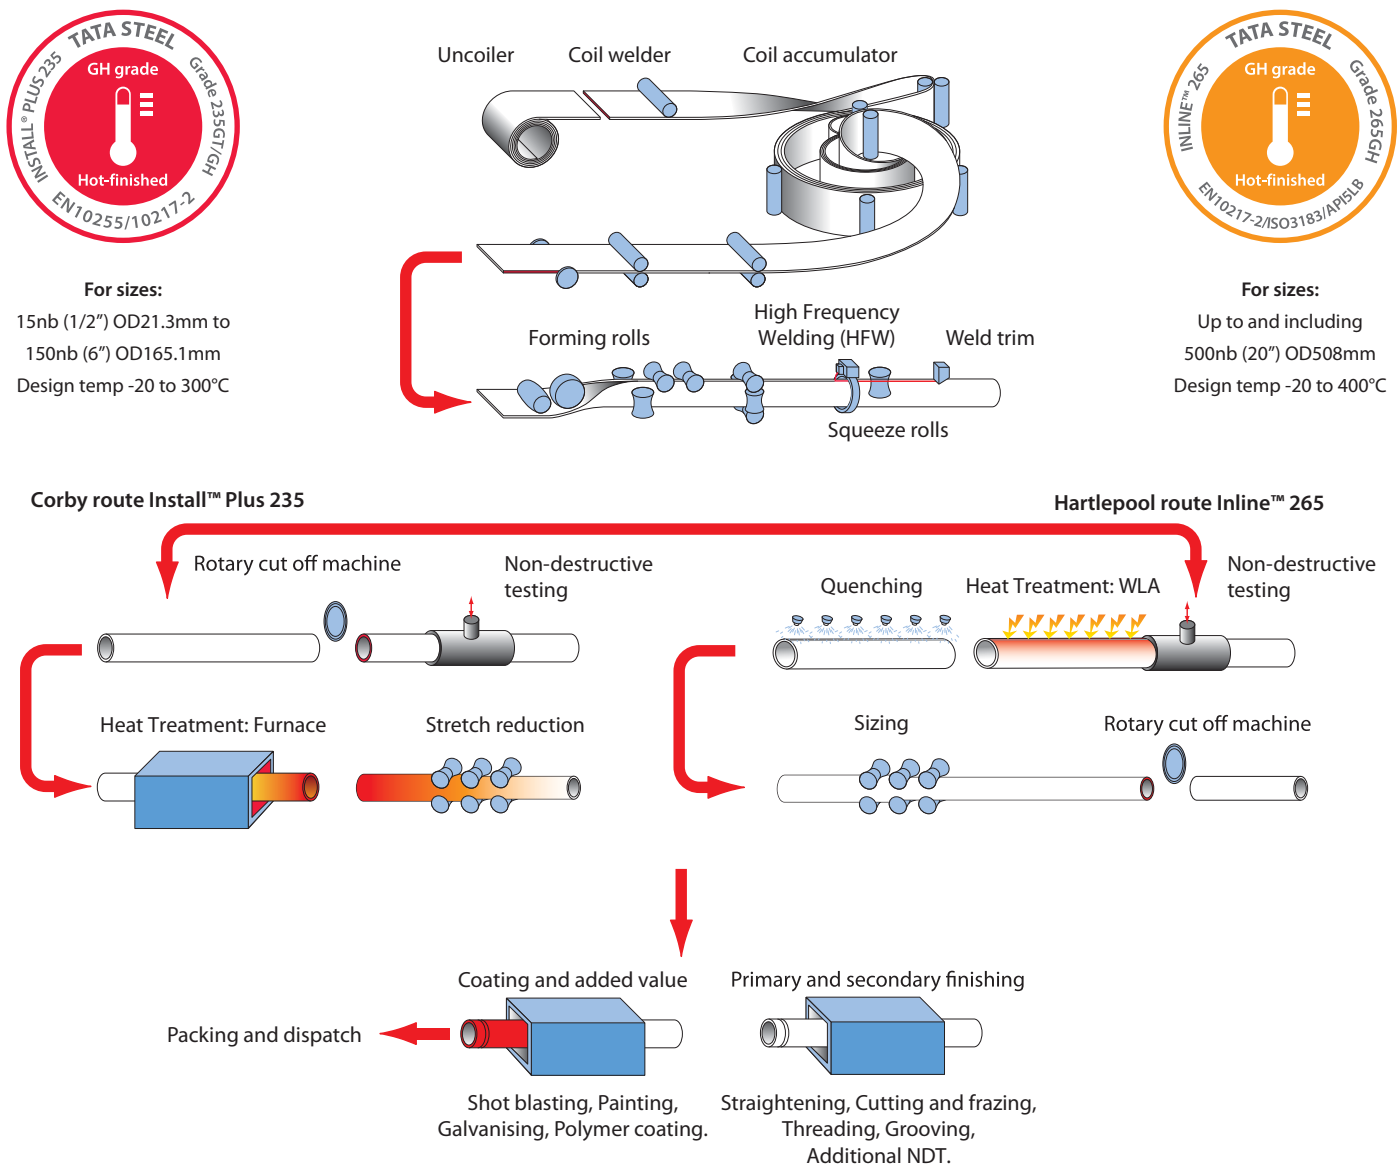 TATA STEEL
INSTALL® PLUS 235
Grade 235GT/GH
GH grade
Hot-finished
EN10255/10217-2
For sizes:
15nb (1/2”) OD21.3mm to
150nb (6”) OD165.1mm
Design temp -20 to 300°C
Uncoiler
Coil welder
Coil accumulator
TATA STEEL
INLINE™ 265
Grade 265GH
GH grade
Hot-finished
EN10217-2/ISO3183/API5LB
For sizes:
Up to and including
500nb (20”) OD508mm
Design temp -20 to 400°C
Forming rolls
High Frequency
Welding (HFW)
Weld trim
Squeeze rolls
Corby route Install™ Plus 235
Hartlepool route Inline™ 265
Rotary cut off machine
Non-destructive
testing
Quenching
Heat Treatment: WLA
Non-destructive
testing
Heat Treatment: Furnace
Stretch reduction
Sizing
Rotary cut off machine
Coating and added value
Primary and secondary finishing
Packing and dispatch
Shot blasting, Painting,
Galvanising, Polymer coating.
Straightening, Cutting and frazing,
Threading, Grooving,
Additional NDT.